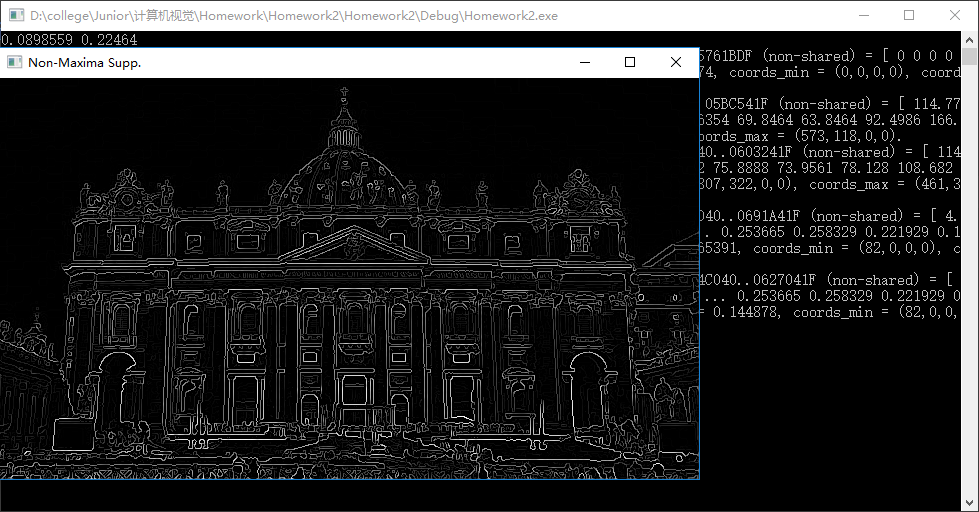 D:\college\Junior\计算机视觉\Homework\Homework2\Homework2\Debug\Homework2.exe
0.0898559 0.22464
Non-Maxima Supp.
5761BDF (non-shared) = [ 0 0 0 0
74, coords_min = (0,0,0,0), coord
05BC541F (non-shared) = [ 114.77
6354 69.8464 63.8464 92.4986 166.
oords_max = (573,118,0,0).
40..0603241F (non-shared) = [ 114
2 75.8888 73.9561 78.128 108.682
307,322,0,0), coords_max = (461,3
040..0691A41F (non-shared) = [ 4.
.. 0.253665 0.258329 0.221929 0.1
65391, coords_min = (82,0,0,0), c
4C040..0627041F (non-shared) = [
... 0.253665 0.258329 0.221929 0
= 0.144878, coords_min = (82,0,0,